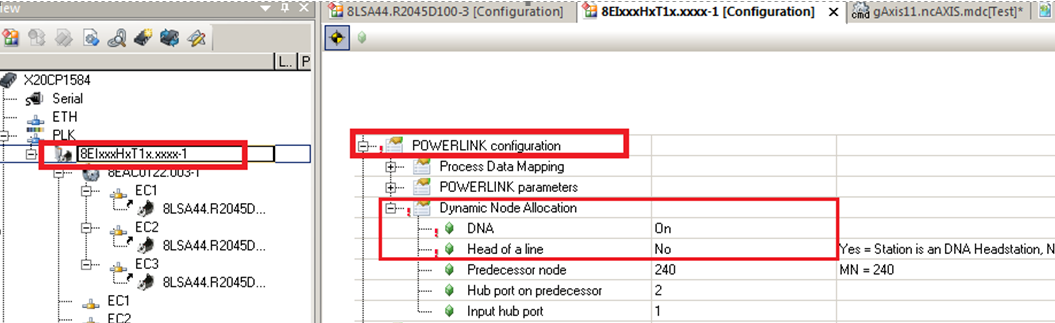 iew
8LSA44.R2045D100-3 [Configuration]
8EIxxxHxT1x.xxxx-1 [Configuration]
cmd gAxis11.ncAXIS.mdc[Test]*
L.. P
X20CP1584
Serial
ETH
PLK
8EIxxxHxT1x.xxxx-1
8EAC0122.003-1
EC1
8LSA44.R2045D...
EC2
8LSA44.R2045D...
EC3
8LSA44.R2045D...
EC1
EC2
POWERLINK configuration
Process Data Mapping
POWERLINK parameters
Dynamic Node Allocation
DNA On
Head of a line No Yes = Station is an DNA Headstation, N
Predecessor node 240 MN = 240
Hub port on predecessor 2
Input hub port 1